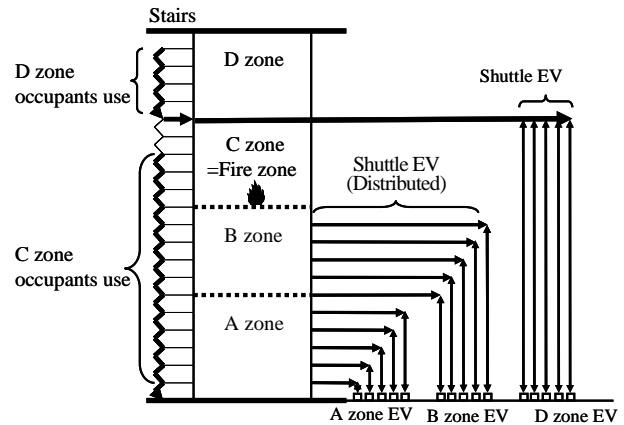 Stairs
D zone
occupants use
D zone
Shuttle EV
C zone
=Fire zone
Shuttle EV
(Distributed)
B zone
C zone
occupants use
A zone
A zone EV
B zone EV
D zone EV